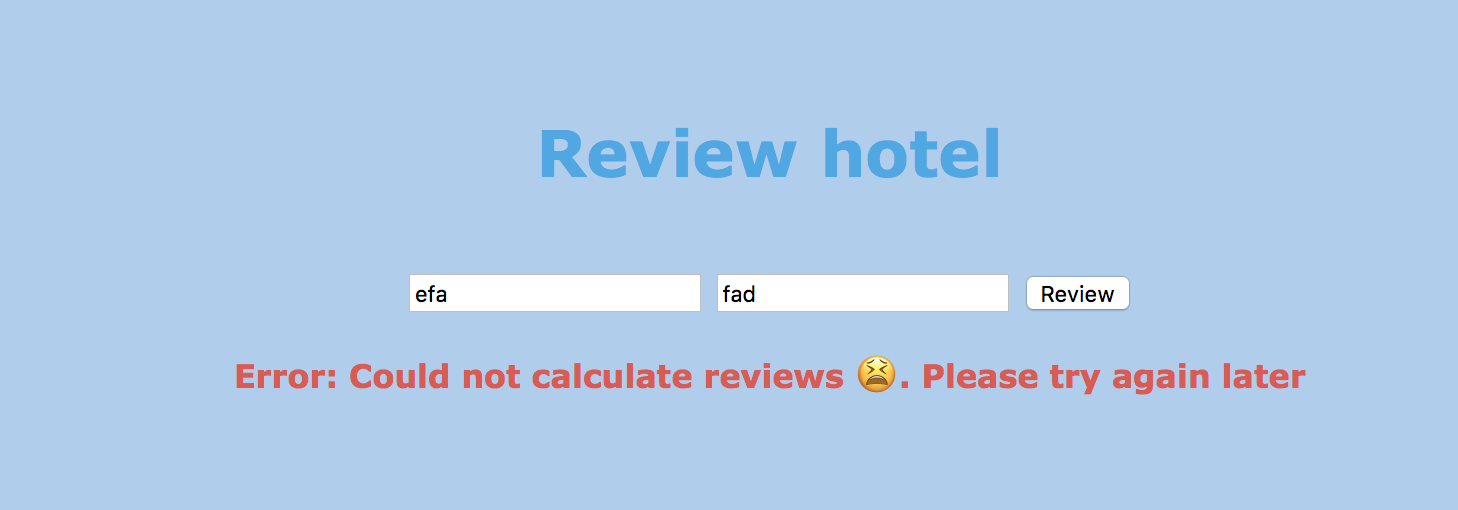 Review hotel
efa fad Review
Error: Could not calculate reviews 😫. Please try again later